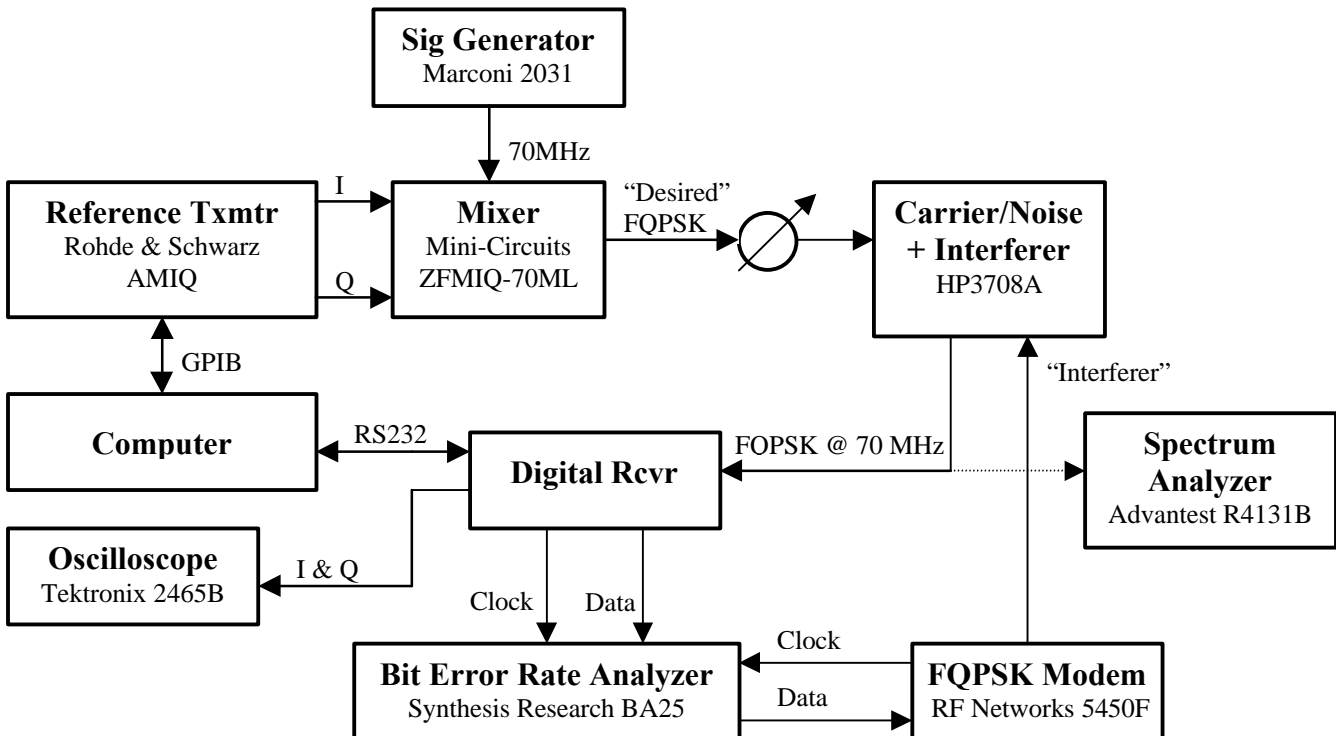 Sig Generator
Marconi 2031
70MHz
Reference Txmtr
Rohde & Schwarz
AMIQ
I
Q
Mixer
Mini-Circuits
ZFMIQ-70ML
“Desired”
FQPSK
Carrier/Noise
+ Interferer
HP3708A
GPIB
“Interferer”
Computer
RS232
Digital Rcvr
FQPSK @ 70 MHz
Spectrum
Analyzer
Advantest R4131B
Oscilloscope
Tektronix 2465B
I & Q
Clock
Data
Bit Error Rate Analyzer
Synthesis Research BA25
Clock
Data
FQPSK Modem
RF Networks 5450F